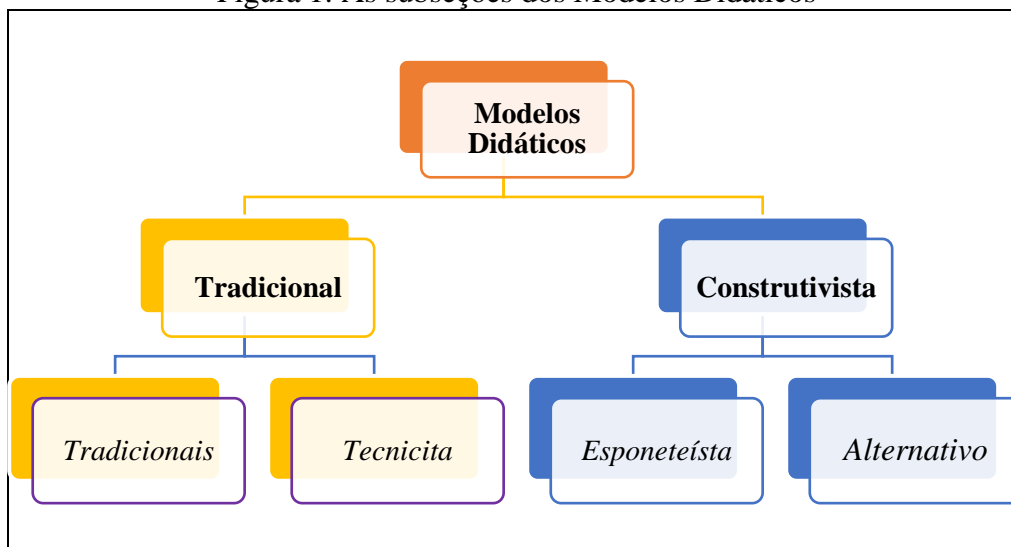 Figura 1: As subseções dos Modelos Didáticos
Modelos
Didáticos
Tradicional
Construtivista
Tradicionais
Tecnicita
Esponeteísta
Alternativo